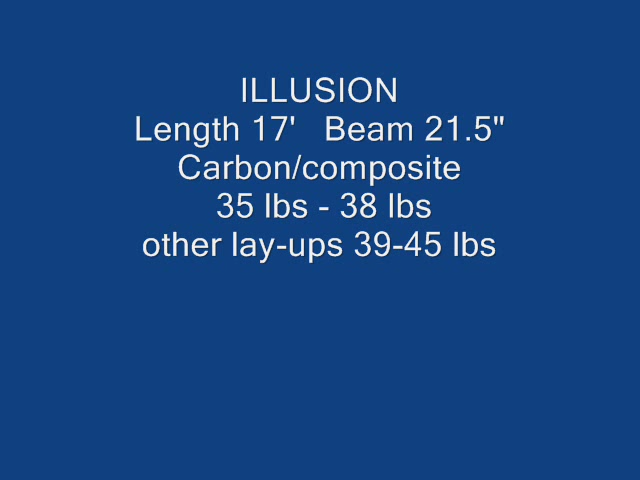 ILLUSION
Length 17'   Beam 21.5"
Carbon/composite
35 lbs - 38 lbs
other lay-ups 39-45 lbs